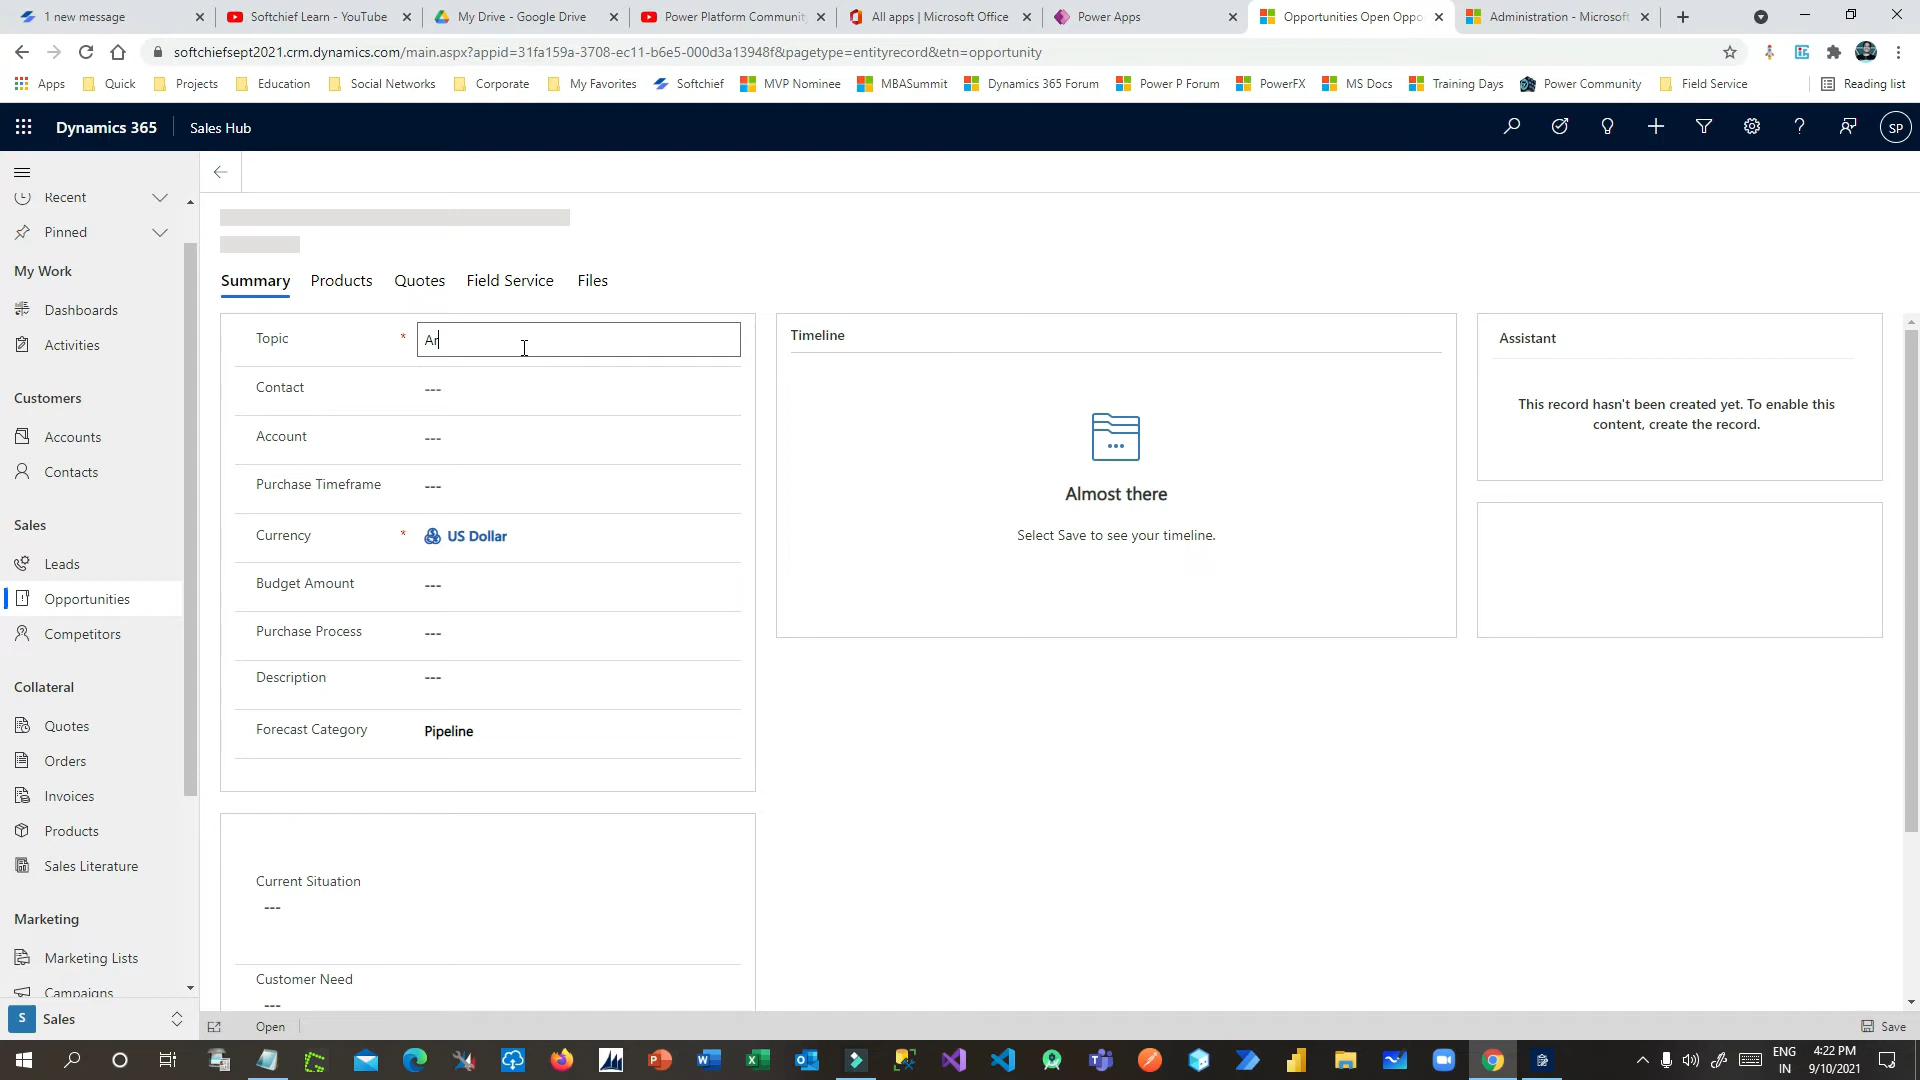 1 new message
Softchief Learn - YouTube
My Drive - Google Drive
Power Platform Communit
All apps | Microsoft Office
Power Apps
Opportunities Open Oppo
Administration - Microsoft
softchiefsept2021.crm.dynamics.com/main.aspx?appid=31fa159a-3708-ec11-b6e5-000d3a13948f&pagetype=entityrecord&etn=opportunity
Apps
Quick
Projects
Education
Social Networks
Corporate
My Favorites
Softchief
MVP Nominee
MBASummit
Dynamics 365 Forum
Power P Forum
PowerFX
MS Docs
Training Days
Power Community
Field Service
Reading list
Dynamics 365
Sales Hub
SP
Recent
Pinned
My Work
Dashboards
Activities
Customers
Accounts
Contacts
Sales
Leads
Opportunities
Competitors
Collateral
Quotes
Orders
Invoices
Products
Sales Literature
Marketing
Marketing Lists
Campaigns
S Sales
Summary
Products
Quotes
Field Service
Files
Topic * Ar
Contact ---
Account ---
Purchase Timeframe ---
Currency * US Dollar
Budget Amount ---
Purchase Process ---
Description ---
Forecast Category Pipeline
Current Situation
---
Customer Need
---
Timeline
Almost there
Select Save to see your timeline.
Assistant
This record hasn't been created yet. To enable this
content, create the record.
Open
Save
ENG
IN
4:22 PM
9/10/2021